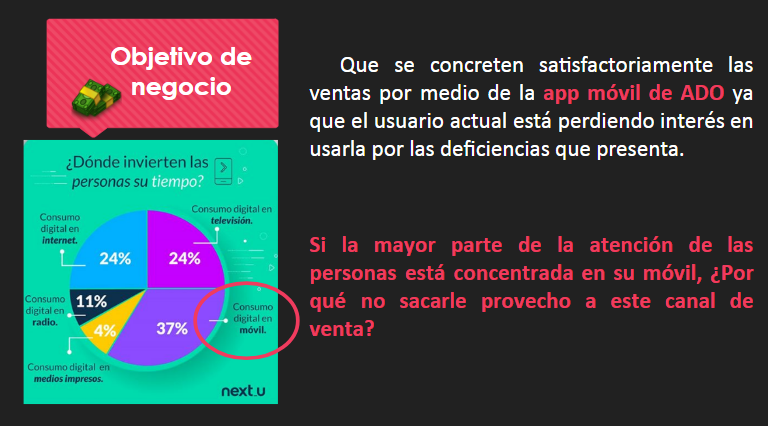 Objetivo de
negocio
Que se concreten satisfactoriamente las
ventas por medio de la app móvil de ADO ya
que el usuario actual está perdiendo interés en
usarla por las deficiencias que presenta.
Si la mayor parte de la atención de las
personas está concentrada en su móvil, ¿Por
qué no sacarle provecho a este canal de
venta?
¿Dónde invierten las
personas su tiempo?
Consumo
digital en
internet.
Consumo digital en
televisión.
24%
24%
Consumo
digital en
radio.
11%
4%
37%
Consumo
digital en
móvil.
Consumo digital en
medios impresos.
next_u